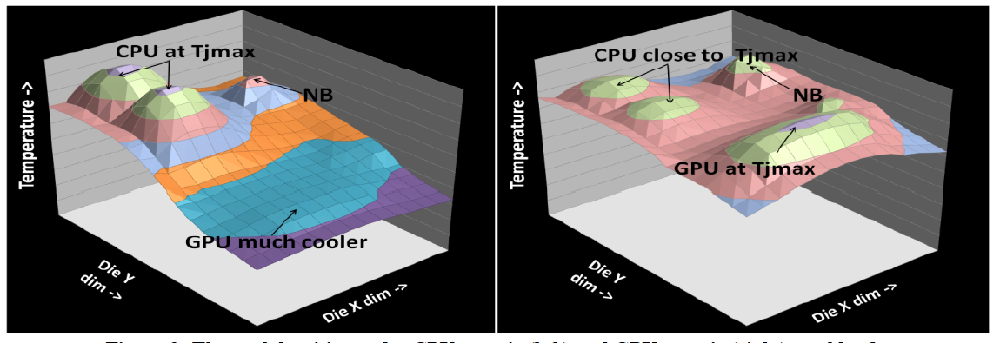 CPU at Tjmax
NB
GPU much cooler
Temperature ->
Die Y
dim ->
Die X dim ->
CPU close to Tjmax
NB
GPU at Tjmax
Temperature ->
Die Y
dim ->
Die X dim ->